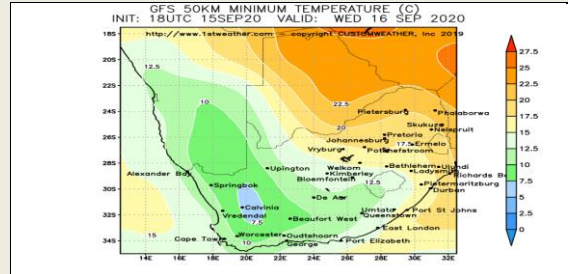 GFS 50KM MINIMUM TEMPERATURE (C)
INIT: 18UTC 15SEP20 VALID: WED 16 SEP 2020
http://www.1stweather.com copyright CUSTOMWEATHER, Inc 2019
18S
20S
22S
24S
26S
28S
30S
32S
34S
14E 16E 18E 20E 22E 24E 26E 28E 30E 32E
12.5
10
22.5
20
17.5
12.5
7.5
10
15
Pietersburg
Phalaborwa
Skukuza
Nelspruit
Pretoria
Johannesburg
Ermelo
Vryburg
Potchefstroom
Welkom
Bethlehem
Ulundi
Ladysmith
Upington
Kimberley
Richards
Bloemfontein
Alexander Bay
Springbok
Pietermaritzburg
Durban
De Aar
Calvinia
Umtata
Port St Johns
Vredendal
Beaufort West
Queenstown
East London
Cape Town
Worcester
Oudtshoorn
George
Port Elizabeth
27.5
25
22.5
20
17.5
15
12.5
10
7.5
5
2.5
0